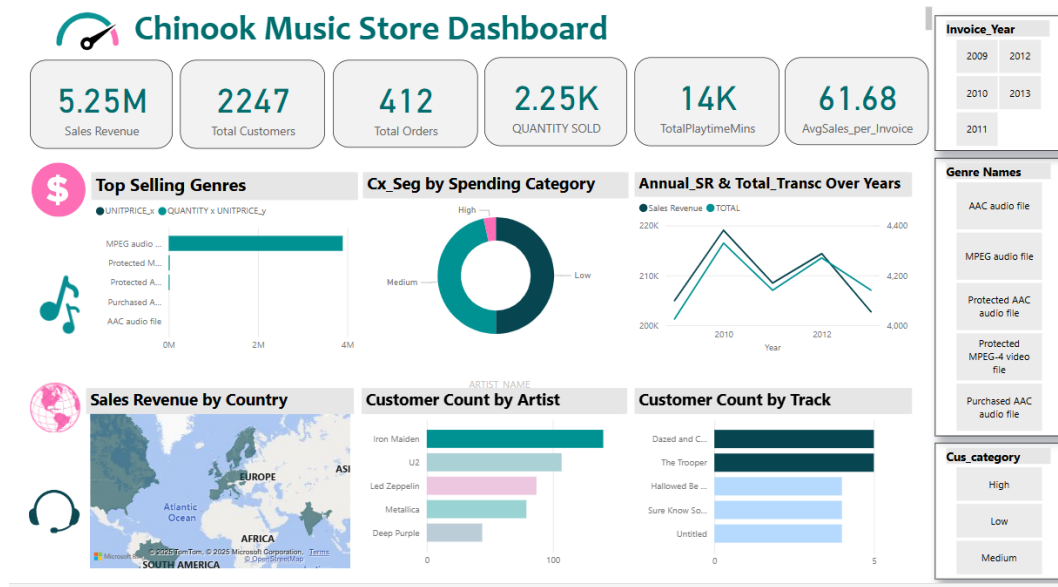 Chinook Music Store Dashboard
5.25M
Sales Revenue
2247
Total Customers
412
Total Orders
2.25K
QUANTITY SOLD
14K
TotalPlaytimeMins
61.68
AvgSales_per_Invoice
Invoice_Year
2009 2012
2010 2013
2011
Top Selling Genres
UNITPRICE_x QUANTITY x UNITPRICE_y
MPEG audio ...
Protected M...
Protected A...
Purchased A...
AAC audio file
0M 2M 4M
Cx_Seg by Spending Category
High
Medium
Low
Annual_SR & Total_Transc Over Years
Sales Revenue TOTAL
220K
210K
200K
4,400
4,200
4,000
2010 2012
Year
Genre Names
AAC audio file
MPEG audio file
Protected AAC
audio file
Protected
MPEG-4 video
file
Purchased AAC
audio file
Sales Revenue by Country
EUROPE
ASI
Atlantic
Ocean
AFRICA
SOUTH AMERICA
Microsoft
© 2025 TomTom, © 2025 Microsoft Corporation, Terms
© OpenStreetMap
ARTIST_NAME
Customer Count by Artist
Iron Maiden
U2
Led Zeppelin
Metallica
Deep Purple
0 100
Customer Count by Track
Dazed and C...
The Trooper
Hallowed Be ...
Sure Know So...
Untitled
0 5
Cus_category
High
Low
Medium